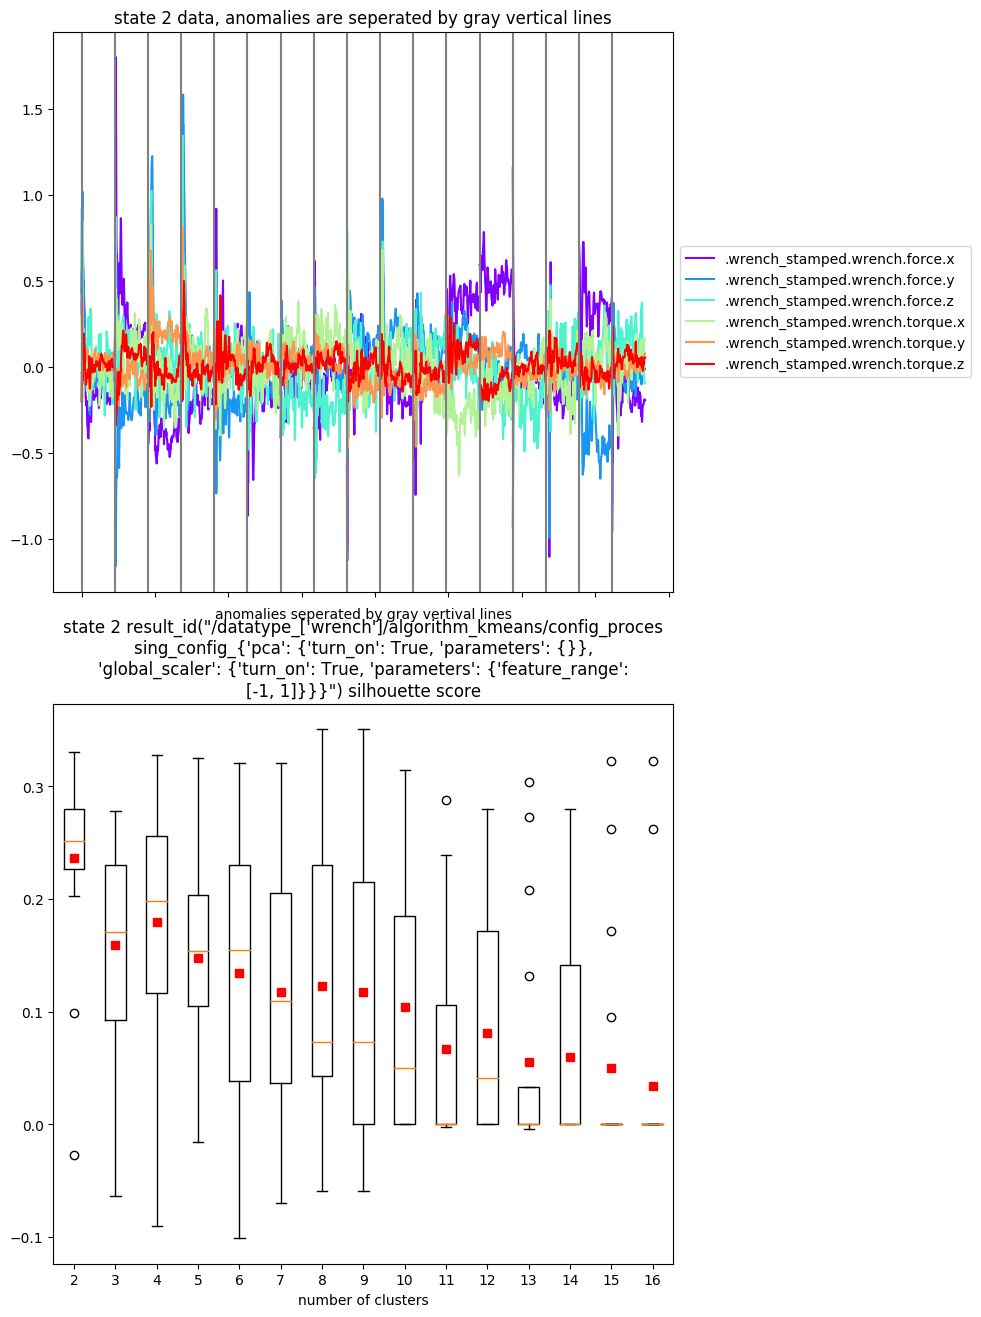 state 2 data, anomalies are seperated by gray vertical lines
1.5
1.0
0.5
0.0
−0.5
−1.0
.wrench_stamped.wrench.force.x
.wrench_stamped.wrench.force.y
.wrench_stamped.wrench.force.z
.wrench_stamped.wrench.torque.x
.wrench_stamped.wrench.torque.y
.wrench_stamped.wrench.torque.z
anomalies seperated by gray vertival lines
state 2 result_id("/datatype_['wrench']/algorithm_kmeans/config_proces
sing_config_{'pca': {'turn_on': True, 'parameters': {}},
'global_scaler': {'turn_on': True, 'parameters': {'feature_range':
[-1, 1]}}}") silhouette score
0.3
0.2
0.1
0.0
−0.1
2 3 4 5 6 7 8 9 10 11 12 13 14 15 16
number of clusters